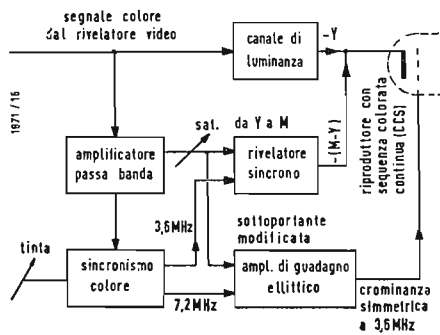 segnale colore
dal rivelatore video
canale di
luminanza
-Y
riproduttore con
sequenza colorata
continua (CCS)
1871/16
sat.
da Y a M
amplificatore
passa banda
rivelatore
sincrono
-(M-Y)
3,6MHz
sottoportante
modificata
tinta
sincronismo
colore
ampl. di guadagno
ellittico
7,2MHz
crominanza
simmetrica
a 3,6MHz